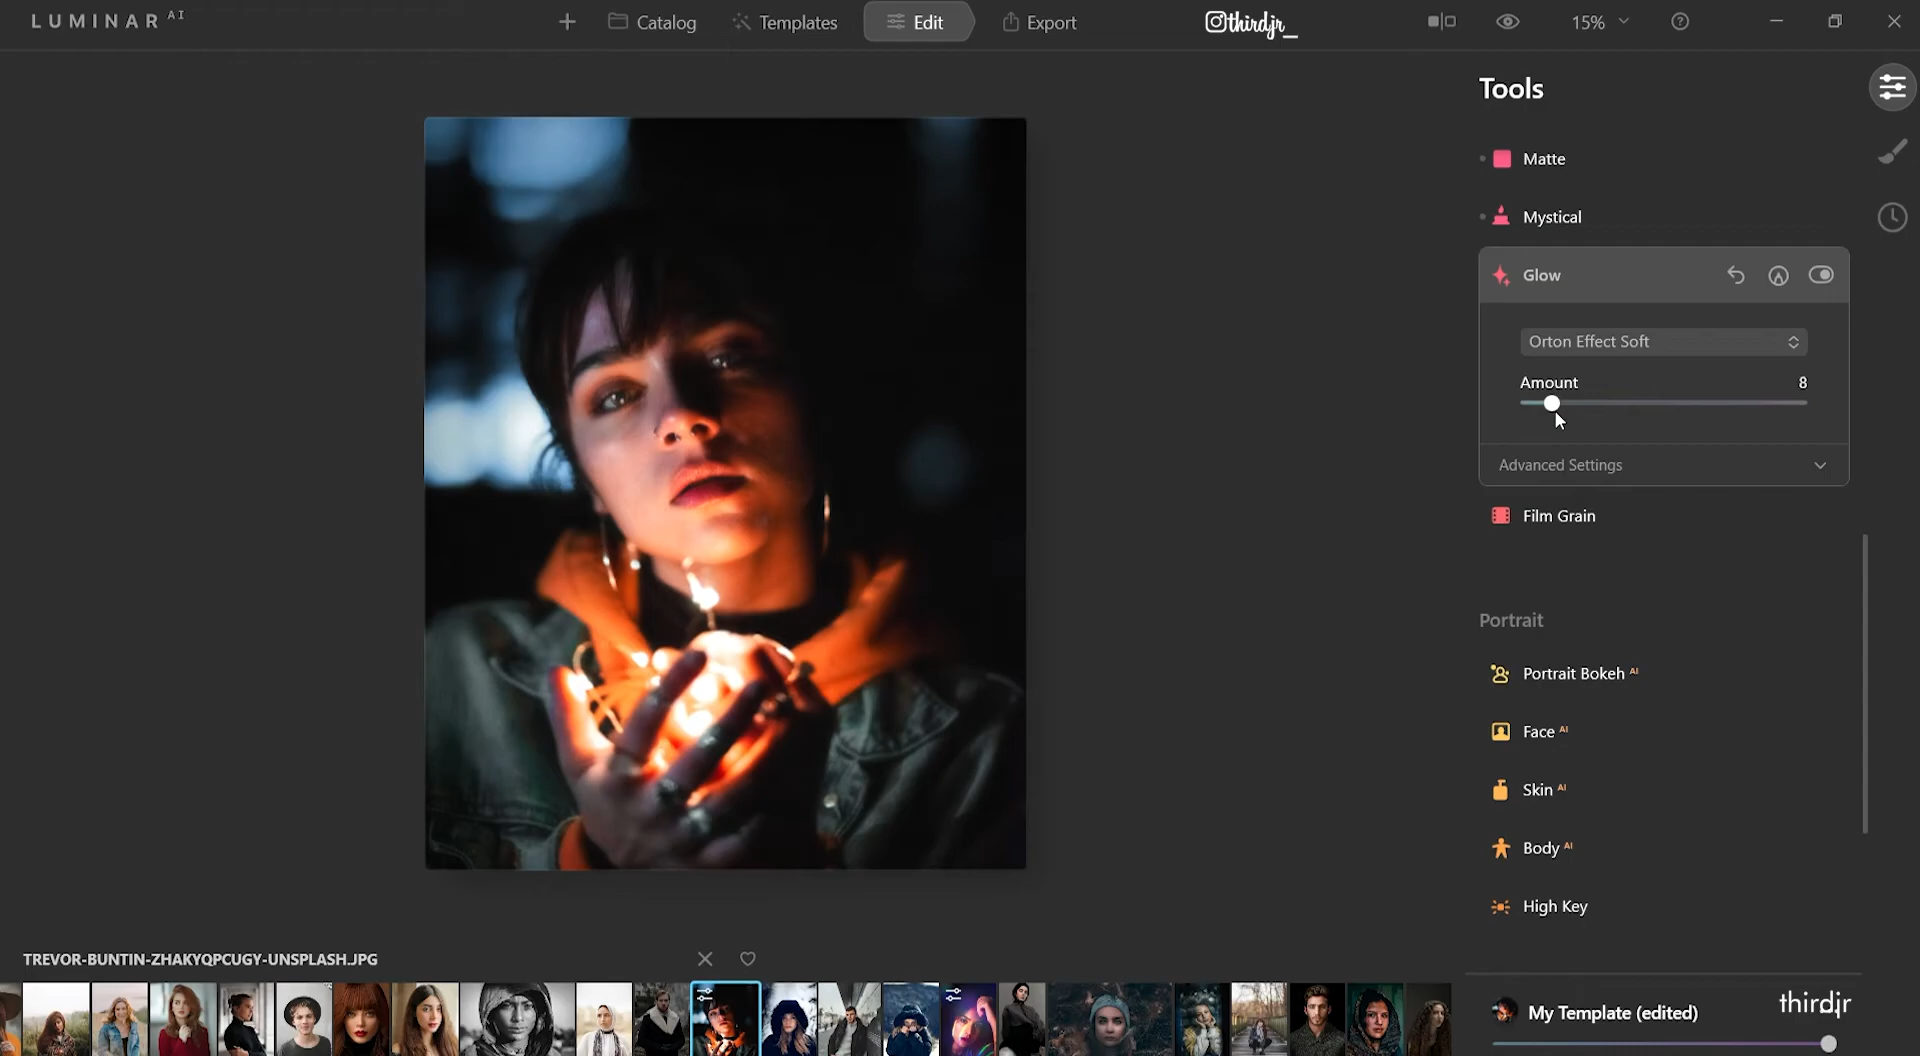 LUMINAR AI
Catalog
Templates
Edit
Export
thirdjr_
15%
Tools
Matte
Mystical
Glow
Orton Effect Soft
Amount 8
Advanced Settings
Film Grain
Portrait
Portrait Bokeh AI
Face AI
Skin AI
Body AI
High Key
TREVOR-BUNTIN-ZHAKYQPCUGY-UNSPLASH.JPG
My Template (edited)
thirdjr